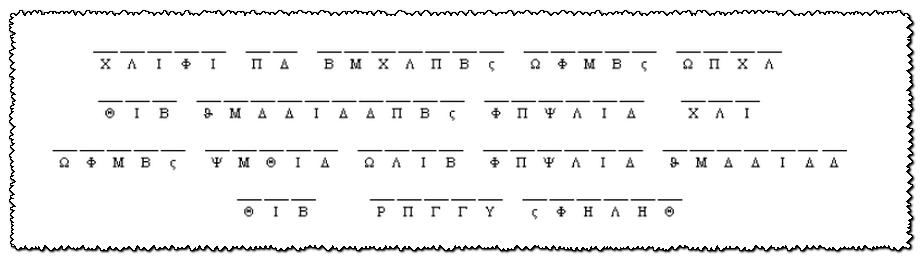 Χ Λ Ι Φ Ι Π Δ Β Μ Χ Λ Π Β ς Ω Φ Μ Β ς Ω Π Χ Λ
Θ Ι Β ϑ Μ Δ Δ Ι Δ Δ Π Β ς Φ Π Ψ Λ Ι Δ Χ Λ Ι
Ω Φ Μ Β ς Ψ Μ Θ Ι Δ Ω Λ Ι Β Φ Π Ψ Λ Ι Δ ϑ Μ Δ Δ Ι Δ Δ
Θ Ι Β Ρ Π Γ Γ Υ ς Φ Η Λ Η Θ